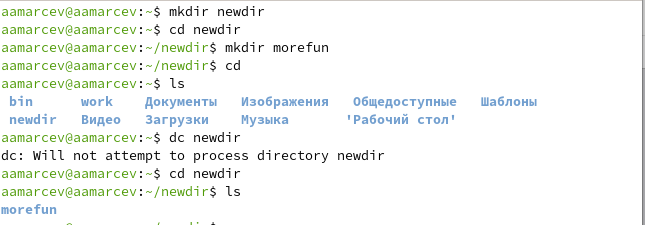 aamarcev@aamarcev:~$ mkdir newdir
aamarcev@aamarcev:~$ cd newdir
aamarcev@aamarcev:~/newdir$ mkdir morefun
aamarcev@aamarcev:~/newdir$ cd
aamarcev@aamarcev:~$ ls
bin work Документы Изображения Общедоступные Шаблоны
newdir Видео Загрузки Музыка 'Рабочий стол'
aamarcev@aamarcev:~$ dc newdir
dc: Will not attempt to process directory newdir
aamarcev@aamarcev:~$ cd newdir
aamarcev@aamarcev:~/newdir$ ls
morefun